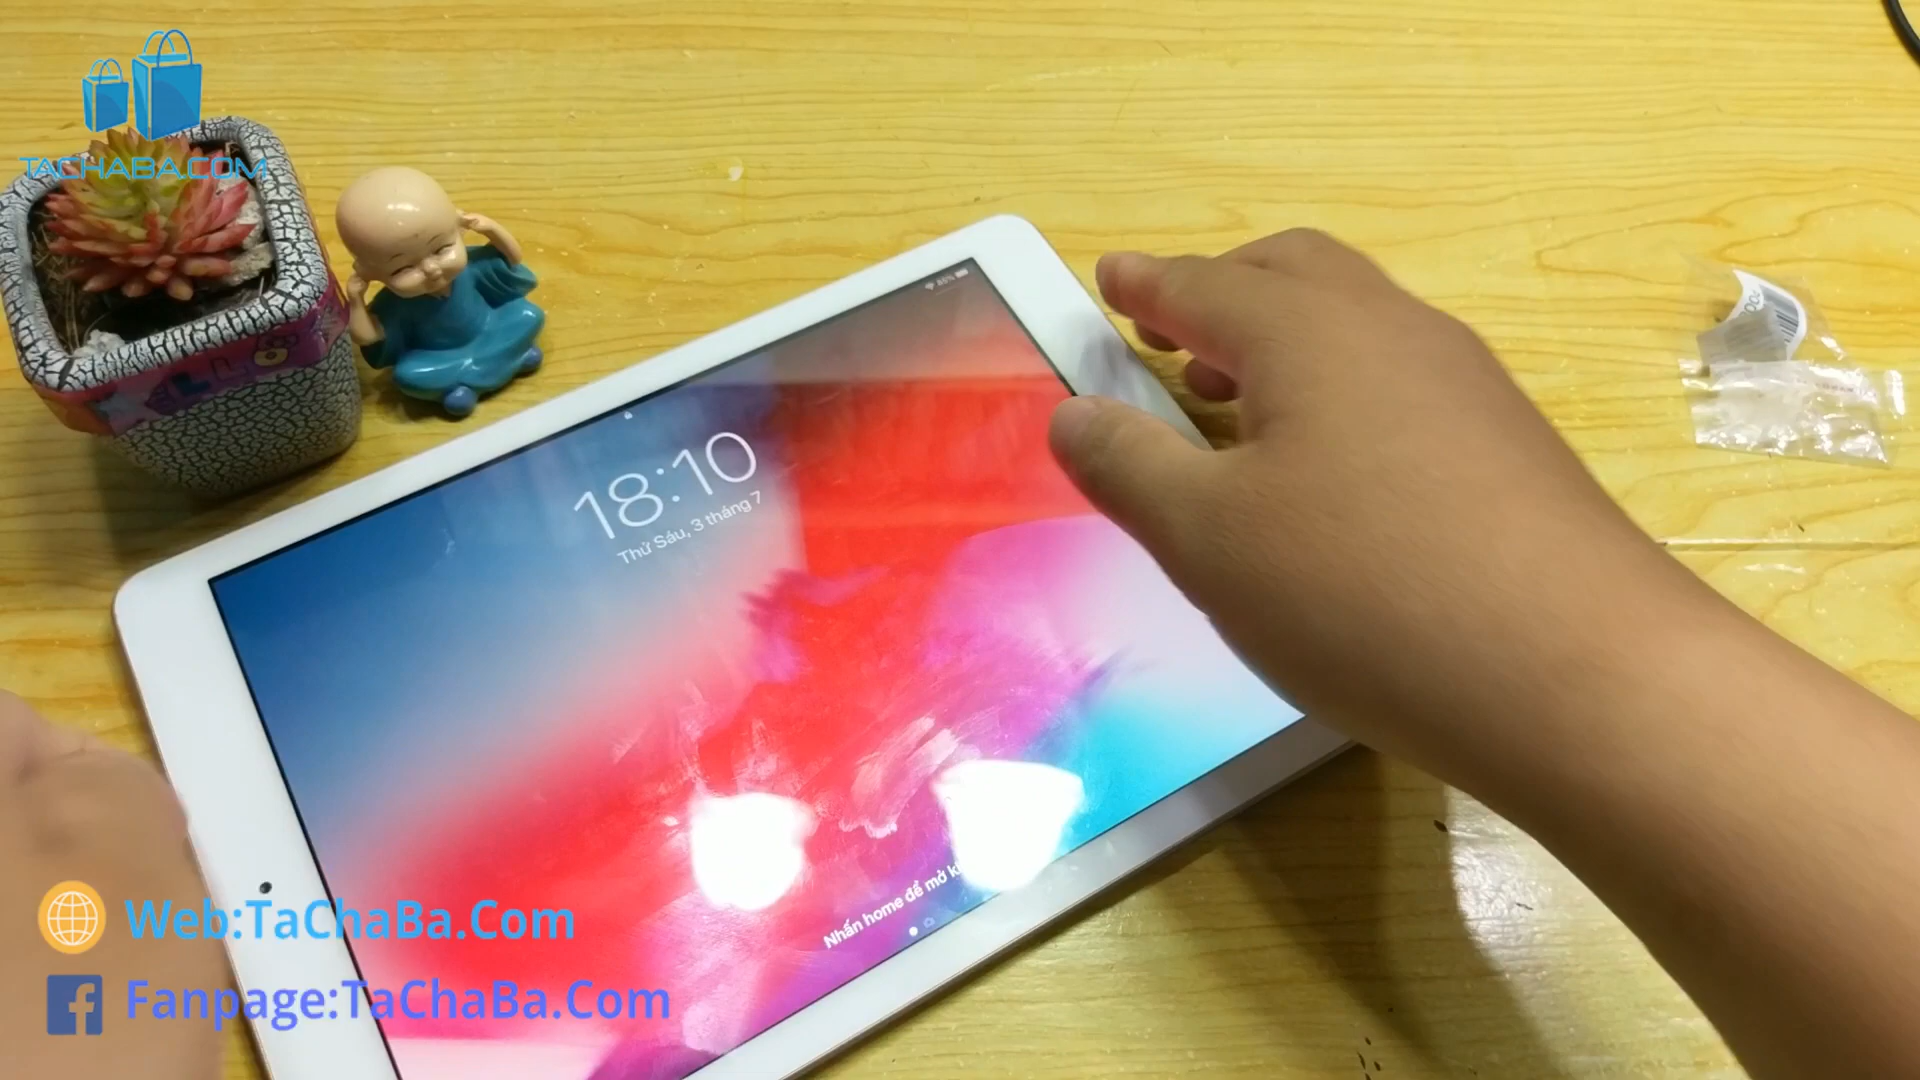 TACHABA.COM
86%
18:10
Thứ Sáu, 3 tháng 7
Nhấn home để mở
Web:TaChaBa.Com
Fanpage:TaChaBa.Com